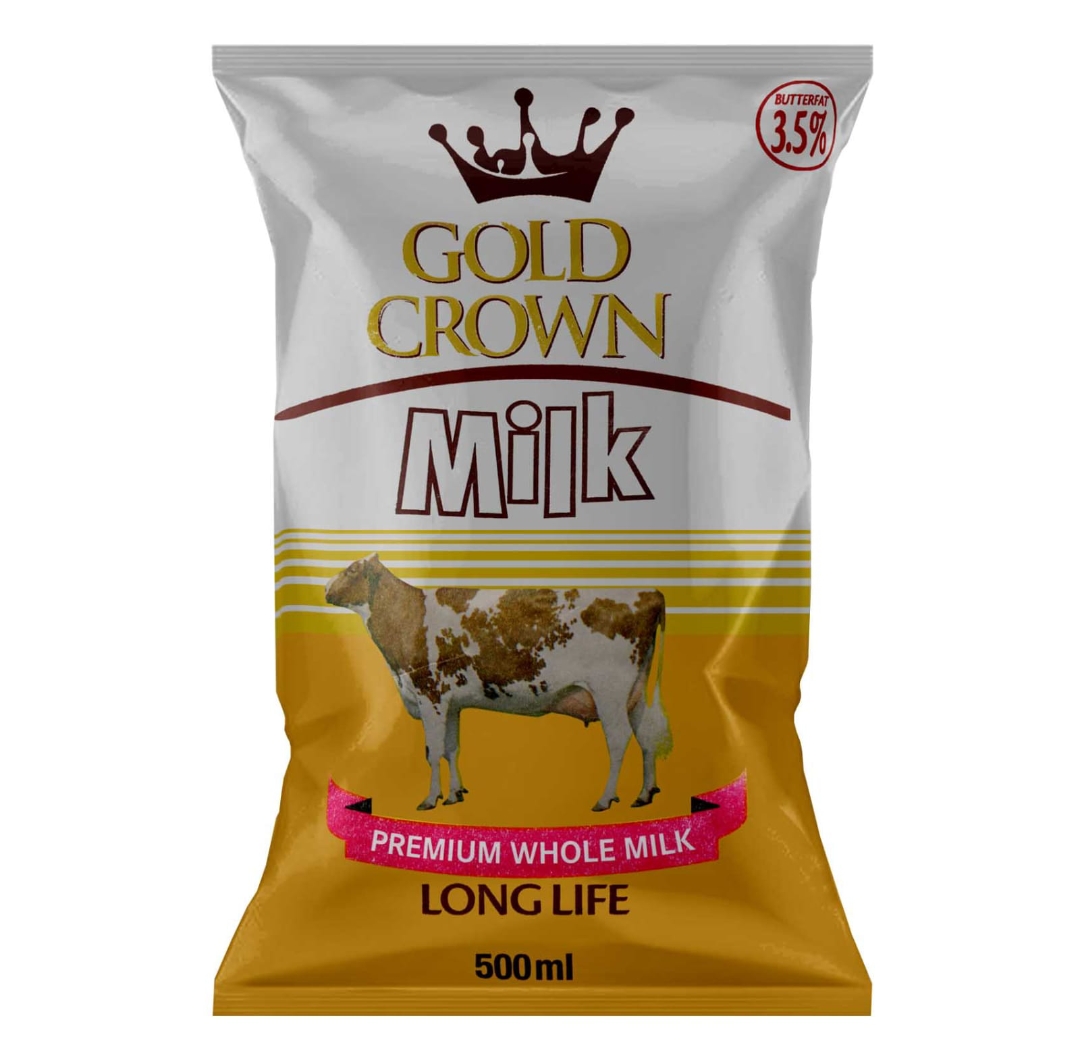 BUTTERFAT
3.5%
GOLD
CROWN
Milk
PREMIUM WHOLE MILK
LONG LIFE
500ml